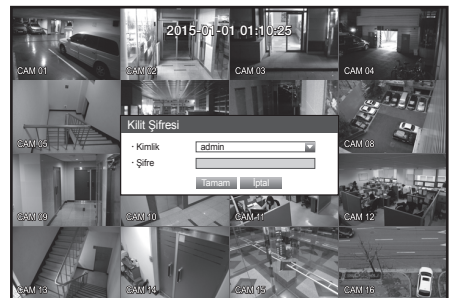 2015-01-01 01:10:25
CAM 01
CAM 02
CAM 03
CAM 04
CAM 05
CAM 08
Kilit Şifresi
· Kimlik
admin
· Şifre
Tamam
İptal
CAM 09
CAM 10
CAM 11
CAM 12
CAM 13
CAM 14
CAM 15
CAM 16